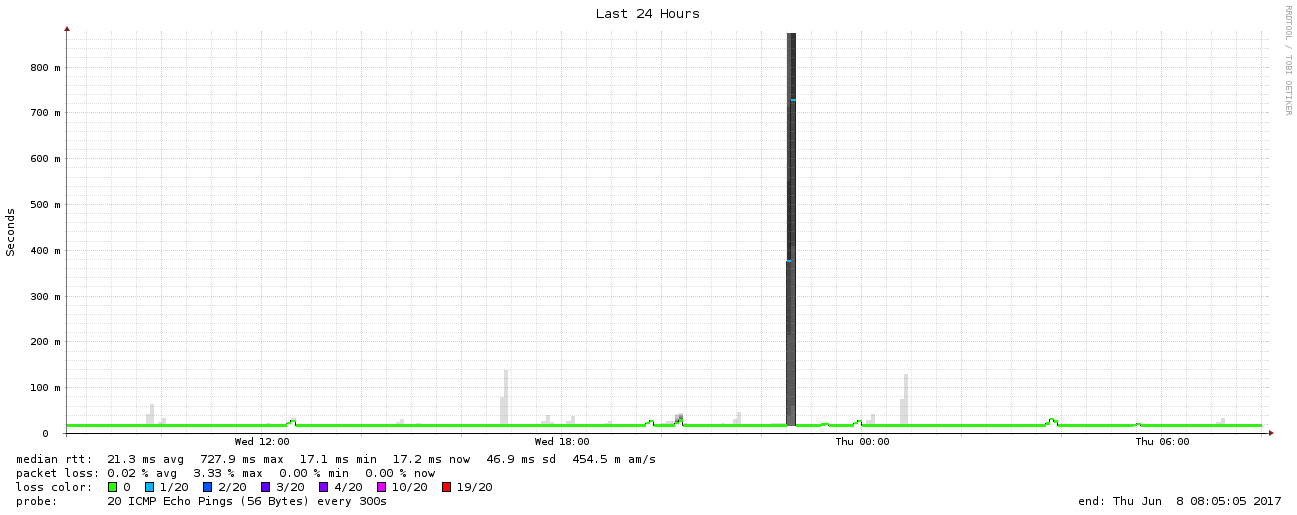 Last 24 Hours
RRDTOOL / TOBI OETIKER
Seconds
800 m
700 m
600 m
500 m
400 m
300 m
200 m
100 m
0
Wed 12:00 Wed 18:00 Thu 00:00 Thu 06:00
median rtt: 21.3 ms avg 727.9 ms max 17.1 ms min 17.2 ms now 46.9 ms sd 454.5 m am/s
packet loss: 0.02 % avg 3.33 % max 0.00 % min 0.00 % now
loss color: 0 1/20 2/20 3/20 4/20 10/20 19/20
probe: 20 ICMP Echo Pings (56 Bytes) every 300s end: Thu Jun 8 08:05:05 2017